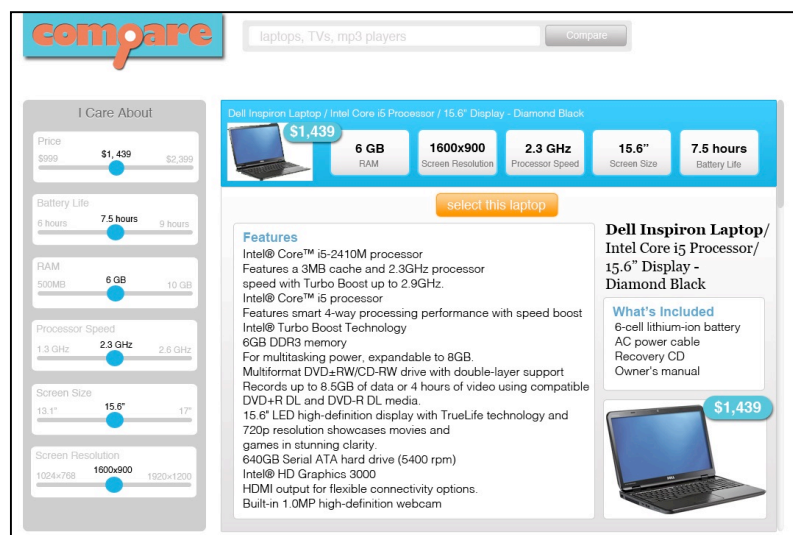 compare
laptops, TVs, mp3 players
Compare
I Care About
Price
$1, 439
$999
$2,399
Battery Life
7.5 hours
6 hours
9 hours
RAM
6 GB
500MB
10 GB
Processor Speed
2.3 GHz
1.3 GHz
2.6 GHz
Screen Size
15.6"
13.1"
17"
Screen Resolution
1600x900
1024×768
1920×1200
Dell Inspiron Laptop / Intel Core i5 Processor / 15.6" Display - Diamond Black
$1,439
6 GB
RAM
1600x900
Screen Resolution
2.3 GHz
Processor Speed
15.6”
Screen Size
7.5 hours
Battery Life
select this laptop
Features
Intel® Core™ i5-2410M processor
Features a 3MB cache and 2.3GHz processor
speed with Turbo Boost up to 2.9GHz.
Intel® Core™ i5 processor
Features smart 4-way processing performance with speed boost
Intel® Turbo Boost Technology
6GB DDR3 memory
For multitasking power, expandable to 8GB.
Multiformat DVD±RW/CD-RW drive with double-layer support
Records up to 8.5GB of data or 4 hours of video using compatible
DVD+R DL and DVD-R DL media.
15.6" LED high-definition display with TrueLife technology and
720p resolution showcases movies and
games in stunning clarity.
640GB Serial ATA hard drive (5400 rpm)
Intel® HD Graphics 3000
HDMI output for flexible connectivity options.
Built-in 1.0MP high-definition webcam
Dell Inspiron Laptop/
Intel Core i5 Processor/
15.6” Display -
Diamond Black
What's Included
6-cell lithium-ion battery
AC power cable
Recovery CD
Owner's manual
$1,439